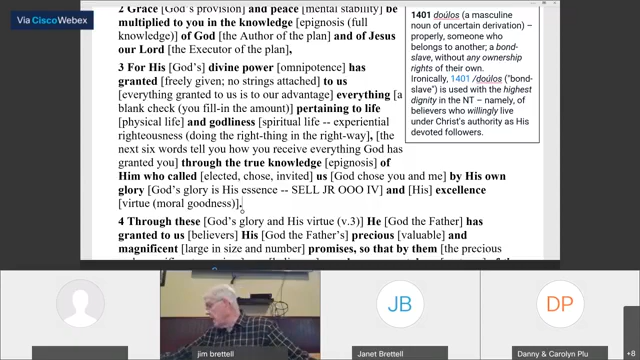 Via CiscoWebex
2 Grace [God's provision] and peace [mental stability] be
multiplied to you in the knowledge [epignosis (full
knowledge)] of God [the Author of the plan] and of Jesus
our Lord [the Executor of the plan],
3 For His [God's] divine power [omnipotence] has
granted [freely given; no strings attached] to us
[everything granted to us is to our advantage] everything [a
blank check (you fill-in the amount)] pertaining to life
[physical life] and godliness [spiritual life -- experiential
righteousness (doing the right-thing in the right-way), [the
next six words tell you how you receive everything God has
granted you] through the true knowledge [epignosis] of
Him who called [elected, chose, invited] us [God chose you and me] by His own
glory [God's glory is His essence -- SELL JR OOO IV] and [His] excellence
[virtue (moral goodness)].
4 Through these [God's glory and His virtue (v.3)] He [God the Father] has
granted to us [believers] His [God the Father's] precious [valuable] and
magnificent [large in size and number] promises, so that by them [the precious
1401 doúlos (a masculine
noun of uncertain derivation) –
properly, someone who
belongs to another; a bond-
slave, without any ownership
rights of their own.
Ironically, 1401 /doúlos ("bond-
slave") is used with the highest
dignity in the NT – namely, of
believers who willingly live
under Christ's authority as His
devoted followers.
jim brettell
JB
Janet Brettell
DP
Danny & Carolyn Plu
+8